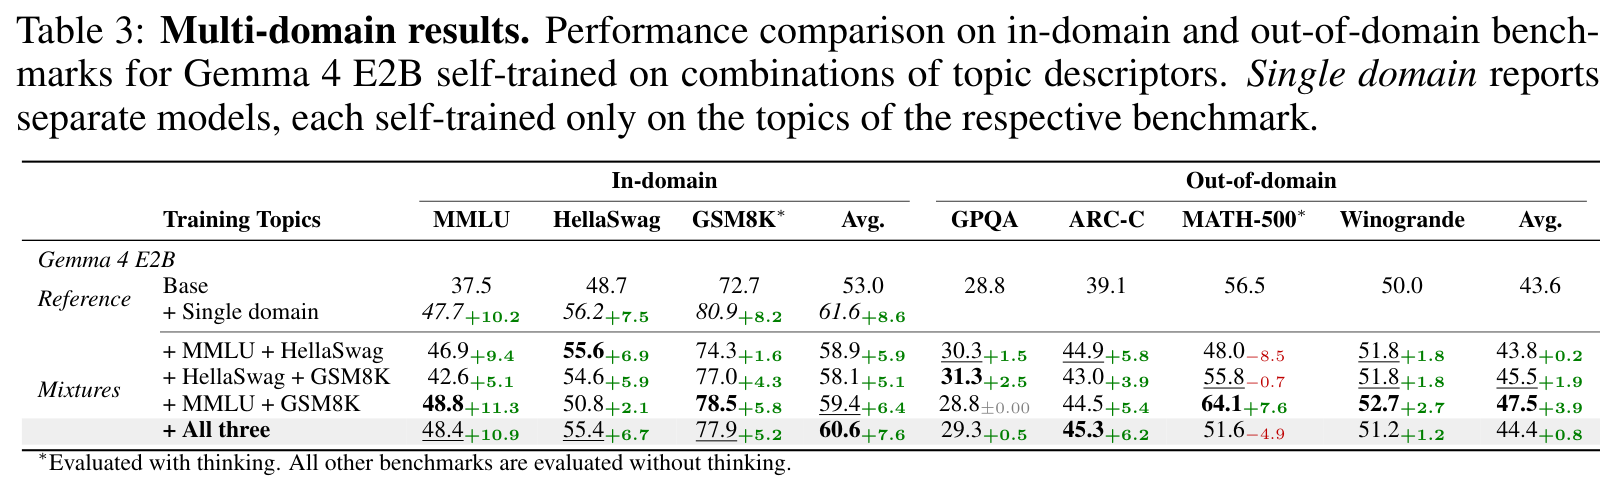 Table 3: Multi-domain results. Performance comparison on in-domain and out-of-domain bench-
marks for Gemma 4 E2B self-trained on combinations of topic descriptors. Single domain reports
separate models, each self-trained only on the topics of the respective benchmark.
In-domain Out-of-domain
Training Topics MMLU HellaSwag GSM8K* Avg. GPQA ARC-C MATH-500* Winogrande Avg.
Gemma 4 E2B
Reference
Base 37.5 48.7 72.7 53.0 28.8 39.1 56.5 50.0 43.6
+ Single domain 47.7+10.2 56.2+7.5 80.9+8.2 61.6+8.6
Mixtures
+ MMLU + HellaSwag 46.9+9.4 55.6+6.9 74.3+1.6 58.9+5.9 30.3+1.5 44.9+5.8 48.0−8.5 51.8+1.8 43.8+0.2
+ HellaSwag + GSM8K 42.6+5.1 54.6+5.9 77.0+4.3 58.1+5.1 31.3+2.5 43.0+3.9 55.8−0.7 51.8+1.8 45.5+1.9
+ MMLU + GSM8K 48.8+11.3 50.8+2.1 78.5+5.8 59.4+6.4 28.8±0.00 44.5+5.4 64.1+7.6 52.7+2.7 47.5+3.9
+ All three 48.4+10.9 55.4+6.7 77.9+5.2 60.6+7.6 29.3+0.5 45.3+6.2 51.6−4.9 51.2+1.2 44.4+0.8
*Evaluated with thinking. All other benchmarks are evaluated without thinking.